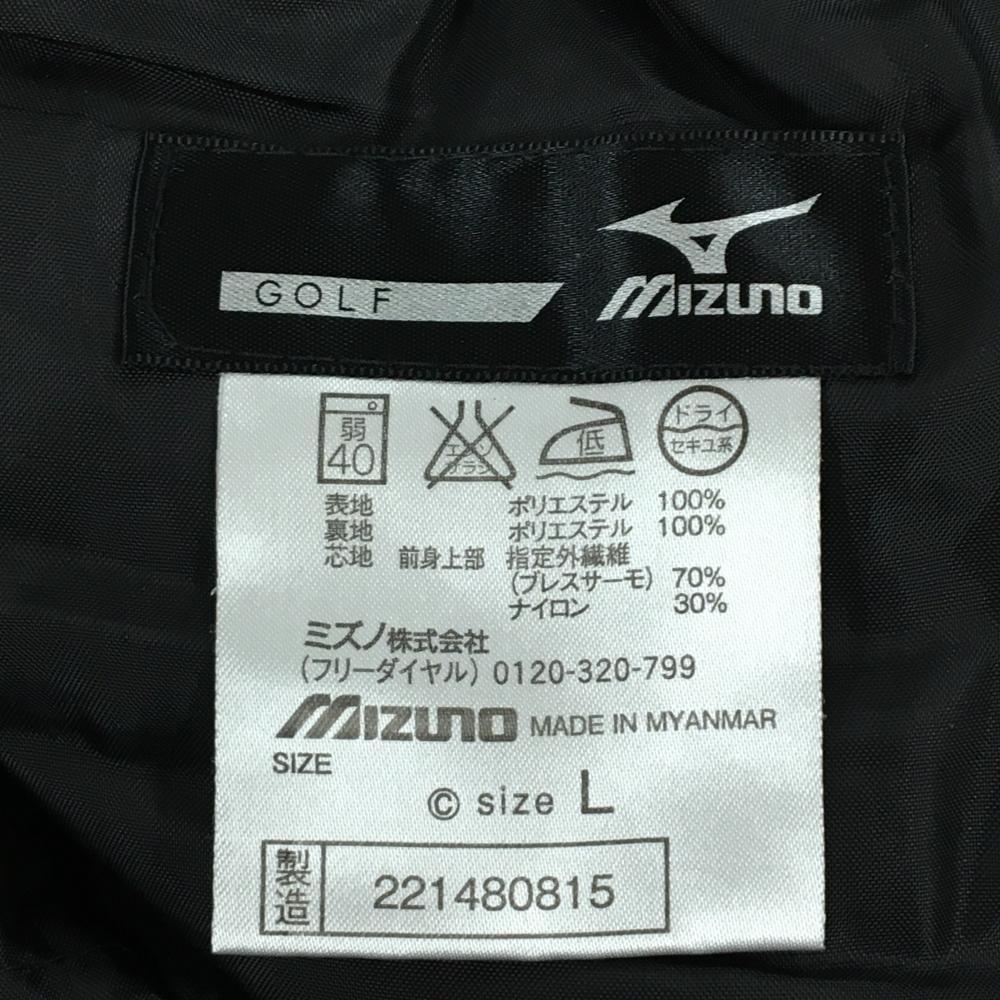 GOLF
MIZUNO
弱
40
エンソ
サラシ
低
ドライ
セキユ系
表地 ポリエステル 100%
裏地 ポリエステル 100%
芯地 前身上部 指定外繊維
(ブレスサーモ) 70%
ナイロン 30%
ミズノ株式会社
(フリーダイヤル) 0120-320-799
MIZUNO MADE IN MYANMAR
SIZE
© size L
製造 221480815